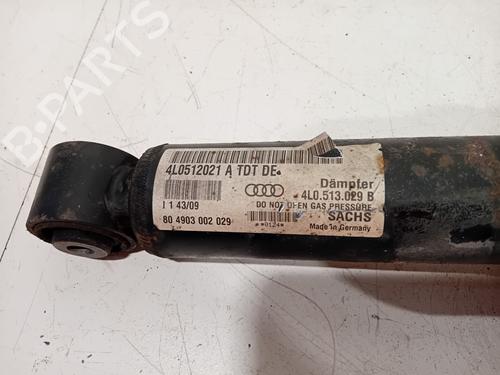 B-PARTS
4L0512021 A TDT DE
Dämpfer
4L0.513.029 B
I 1 43/09
DO NOT OPEN GAS PRESSURE
80 4903 002 029
SACHS
*0124*
Made in Germany